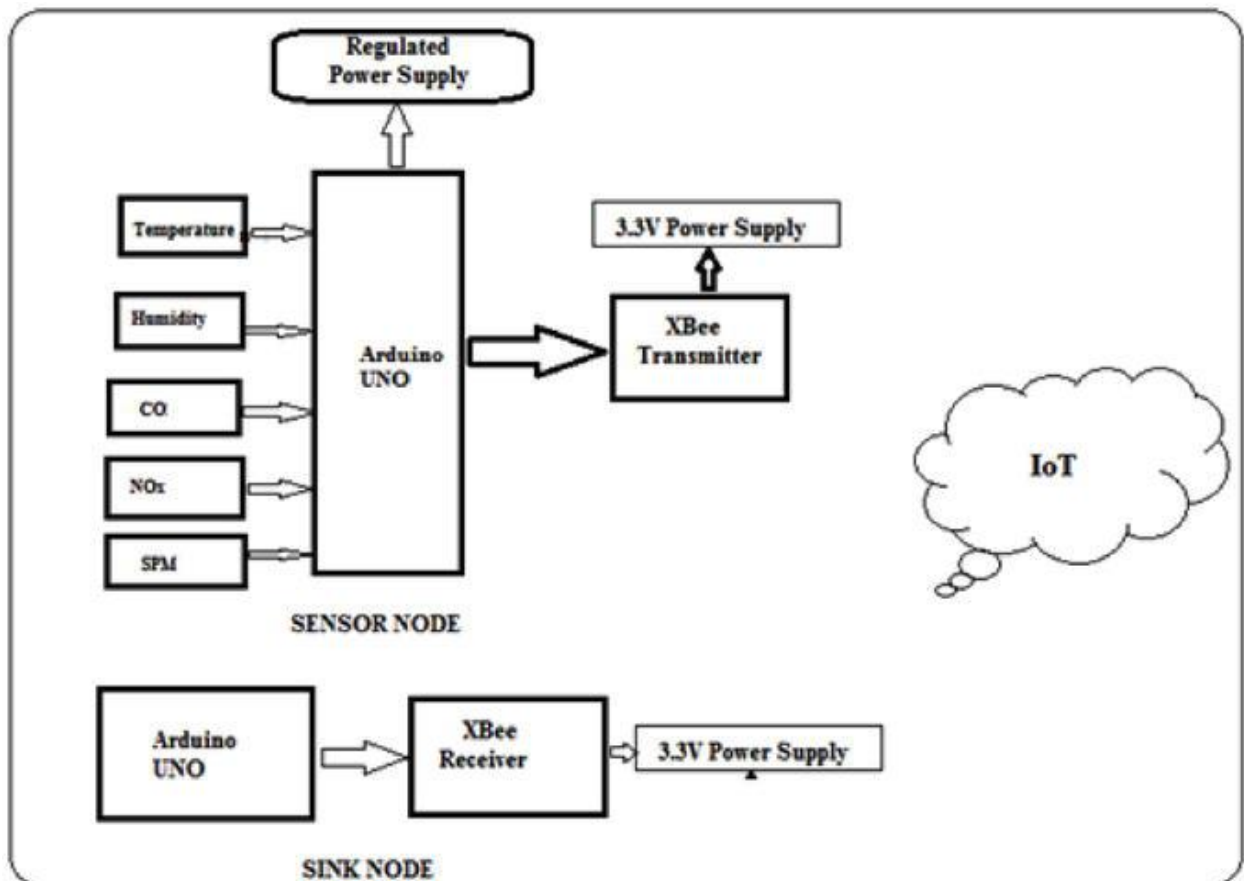 Regulated
Power Supply
Temperature
Humidity
CO
NOx
SPM
Arduino
UNO
3.3V Power Supply
XBee
Transmitter
IoT
SENSOR NODE
Arduino
UNO
XBee
Receiver
3.3V Power Supply
SINK NODE